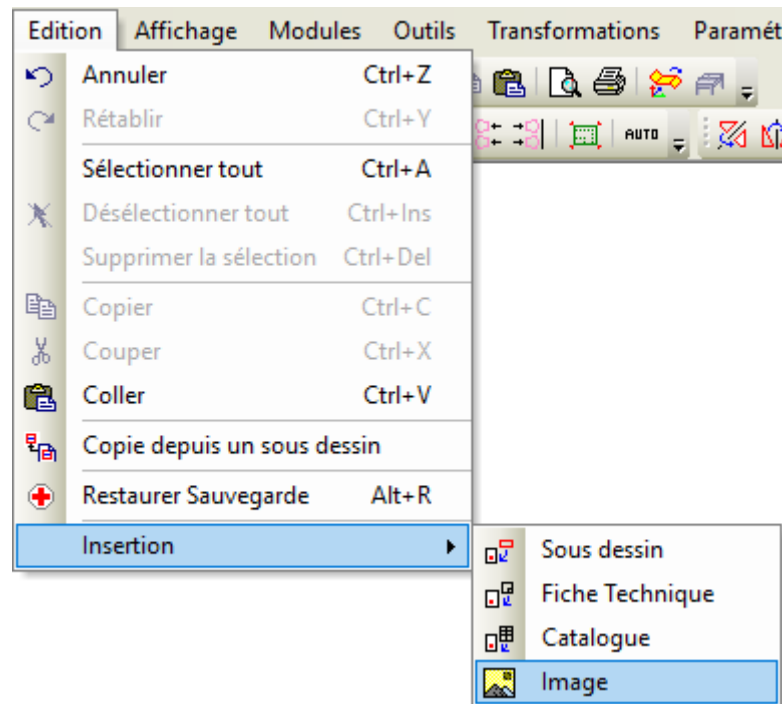 Edition Affichage Modules Outils Transformations Paramét
Annuler Ctrl+Z
Rétablir Ctrl+Y
AUTO
Sélectionner tout Ctrl+A
Désélectionner tout Ctrl+Ins
Supprimer la sélection Ctrl+Del
Copier Ctrl+C
Couper Ctrl+X
Coller Ctrl+V
Copie depuis un sous dessin
Restaurer Sauvegarde Alt+R
Insertion
Sous dessin
Fiche Technique
Catalogue
Image